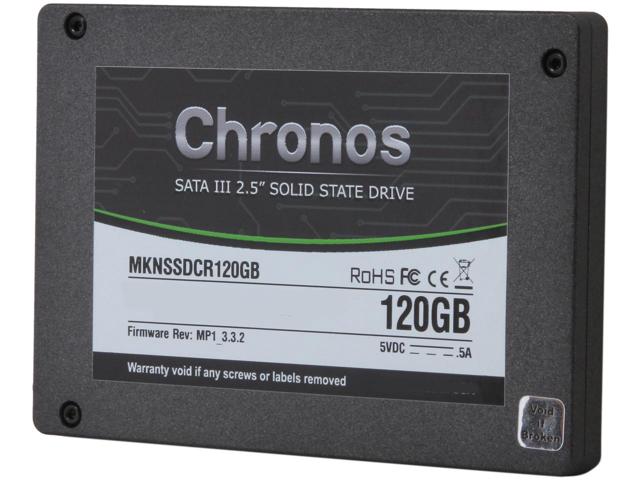 Chronos
SATA III 2.5" SOLID STATE DRIVE
MKNSSDCR120GB
RoHS FC CE
120GB
Firmware Rev: MP1_3.3.2
5VDC .5A
Warranty void if any screws or labels removed
Void
If
Broken